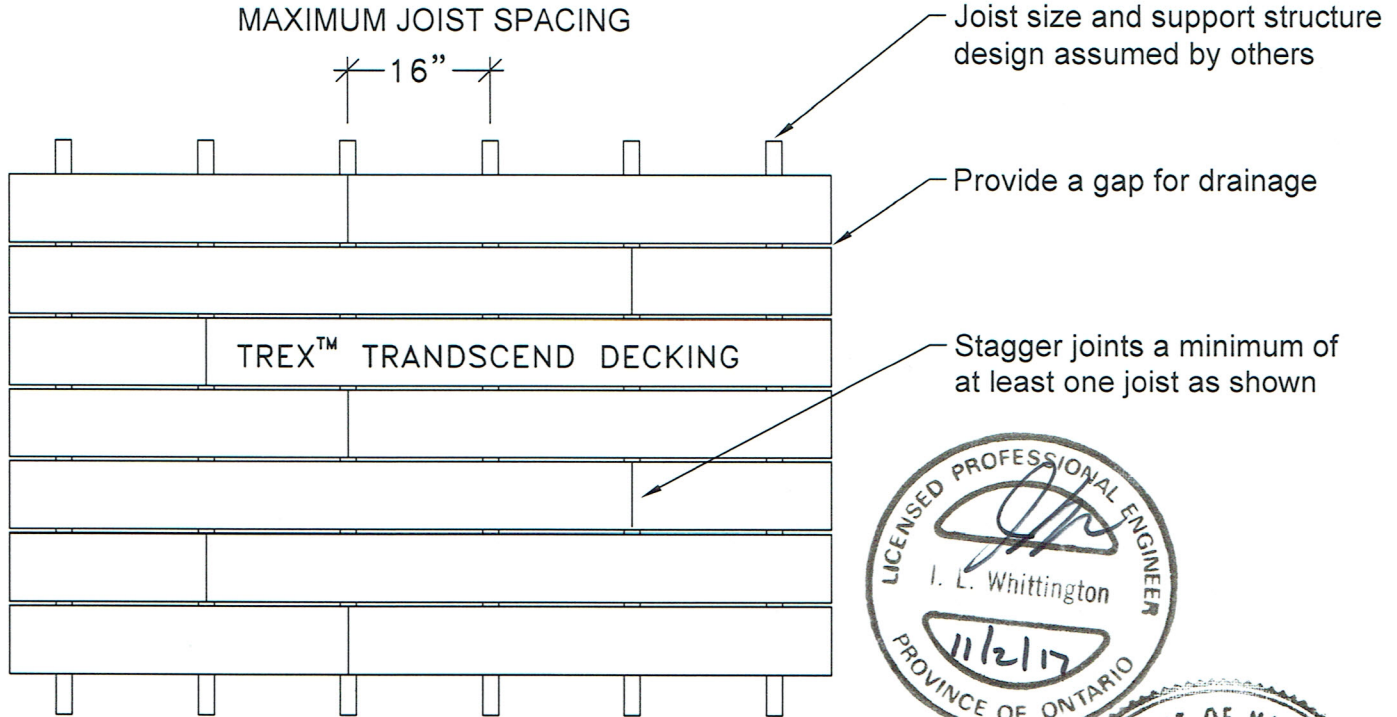 MAXIMUM JOIST SPACING
16”
Joist size and support structure
design assumed by others
Provide a gap for drainage
TREX™ TRANDSCEND DECKING
Stagger joints a minimum of
at least one joist as shown
LICENSED PROFESSIONAL ENGINEER
I. L. Whittington
11/2/17
PROVINCE OF ONTARIO
OF